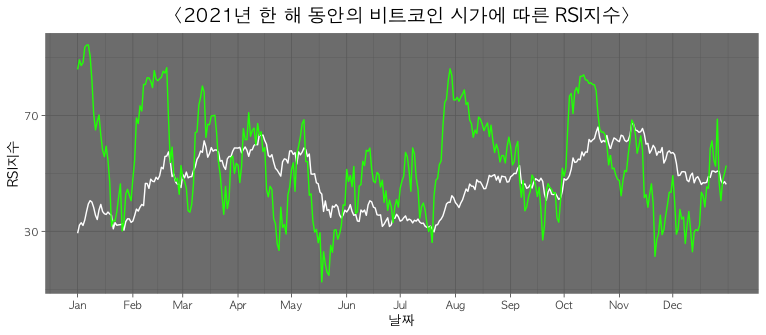 〈2021년 한 해 동안의 비트코인 시가에 따른 RSI지수〉
RSI지수
70
30
Jan Feb Mar Apr May Jun Jul Aug Sep Oct Nov Dec
날짜